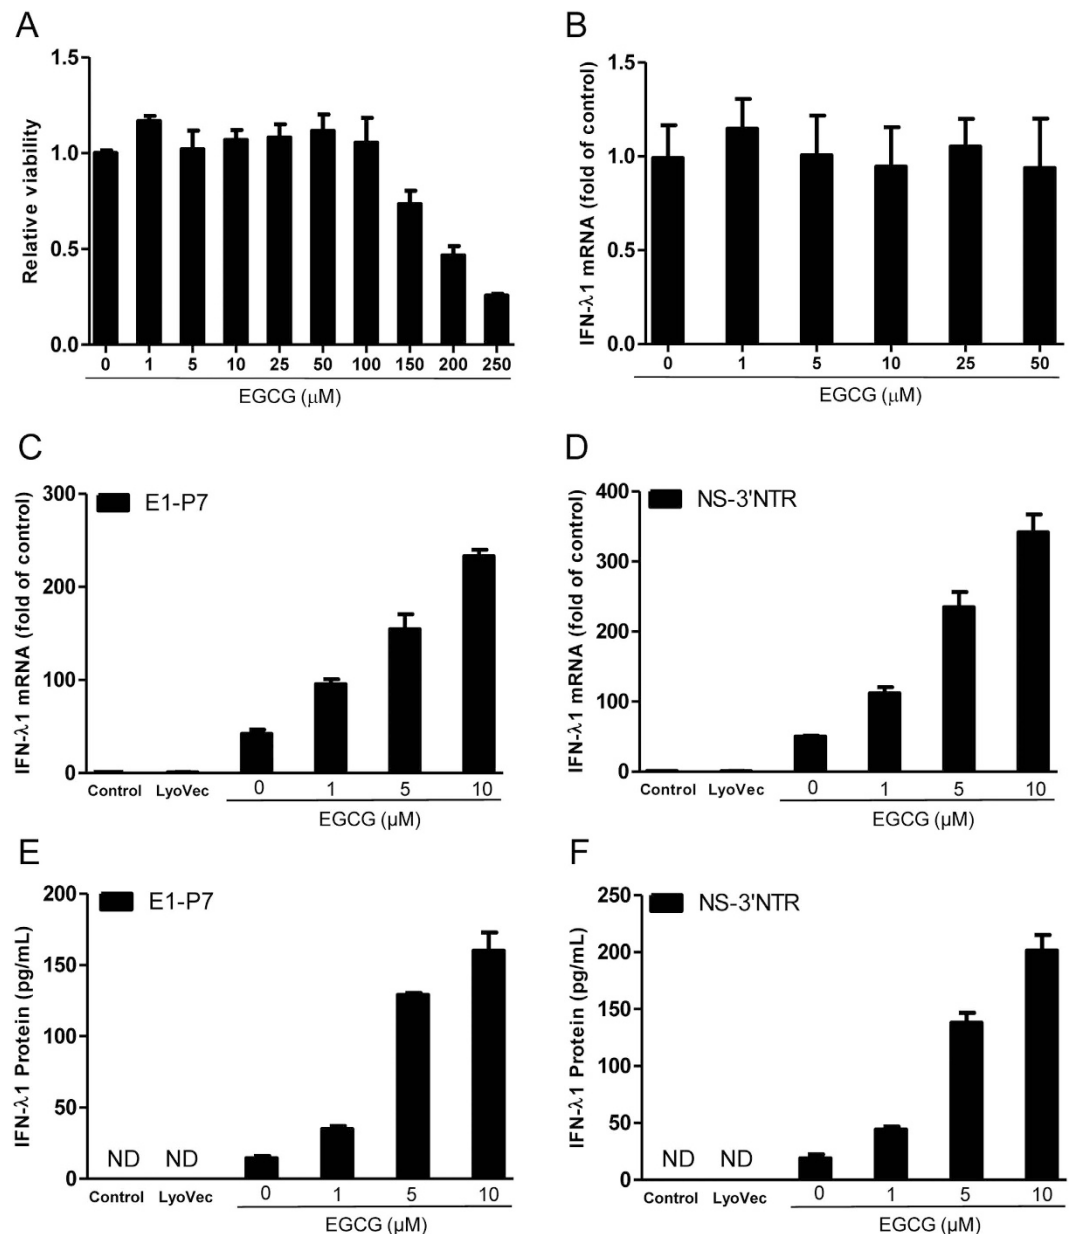 A
Relative viability
1.5
1.0
0.5
0.0
0 1 5 10 25 50 100 150 200 250
EGCG (μM)
B
IFN-λ1 mRNA (fold of control)
1.5
1.0
0.5
0.0
0 1 5 10 25 50
EGCG (μM)
C
IFN-λ1 mRNA (fold of control)
300
200
100
0
E1-P7
Control LyoVec 0 1 5 10
EGCG (μM)
D
IFN-λ1 mRNA (fold of control)
400
300
200
100
0
NS-3'NTR
Control LyoVec 0 1 5 10
EGCG (μM)
E
IFN-λ1 Protein (pg/mL)
200
150
100
50
0
E1-P7
ND ND
Control LyoVec 0 1 5 10
EGCG (μM)
F
IFN-λ1 Protein (pg/mL)
250
200
150
100
50
0
NS-3'NTR
ND ND
Control LyoVec 0 1 5 10
EGCG (μM)